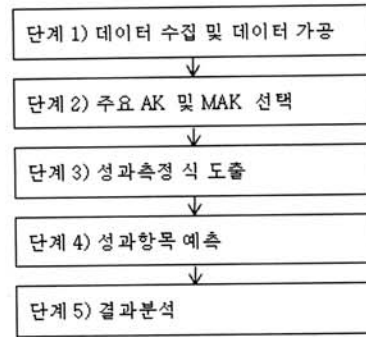 단계 1) 데이터 수집 및 데이터 가공
단계 2) 주요 AK 및 MAK 선택
단계 3) 성과측정 식 도출
단계 4) 성과항목 예측
단계 5) 결과분석